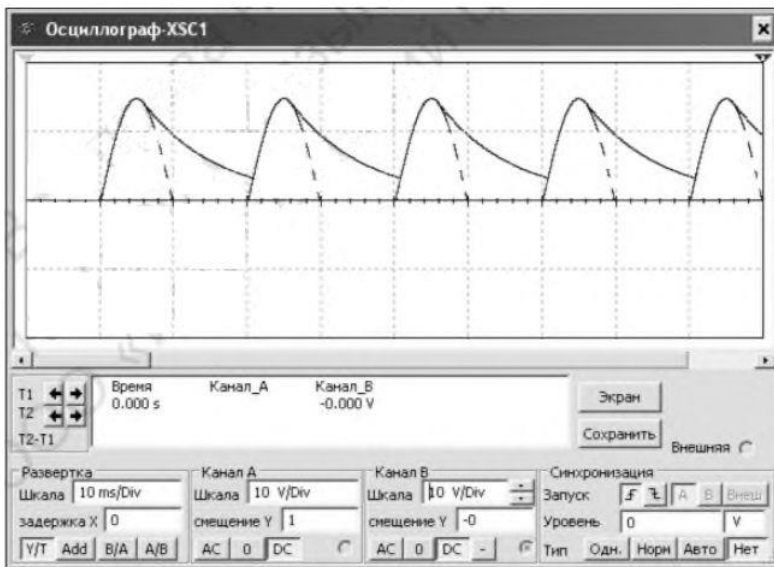 Осциллограф-XSC1
Время Канал_А Канал_В
0.000 s -0.000 V
T1
T2
T2-T1
Экран
Сохранить
Внешняя
Развертка
Шкала 10 ms/Div
задержка X 0
Y/T Add B/A A/B
Канал А
Шкала 10 V/Div
смещение Y 1
AC 0 DC
Канал В
Шкала 10 V/Div
смещение Y -0
AC 0 DC -
Синхронизация
Запуск A B Внеш
Уровень 0 V
Тип Одн. Норм Авто Нет